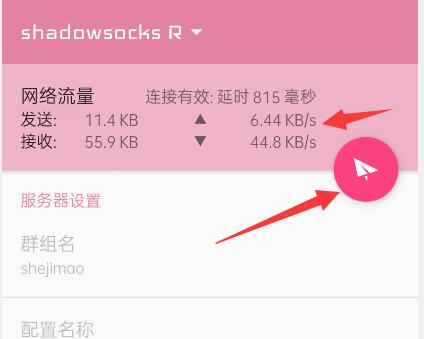 shadowsocks R
网络流量 连接有效: 延时 815 毫秒
发送: 11.4 KB ▲ 6.44 KB/s
接收: 55.9 KB ▼ 44.8 KB/s
服务器设置
群组名
shejimao
配置名称